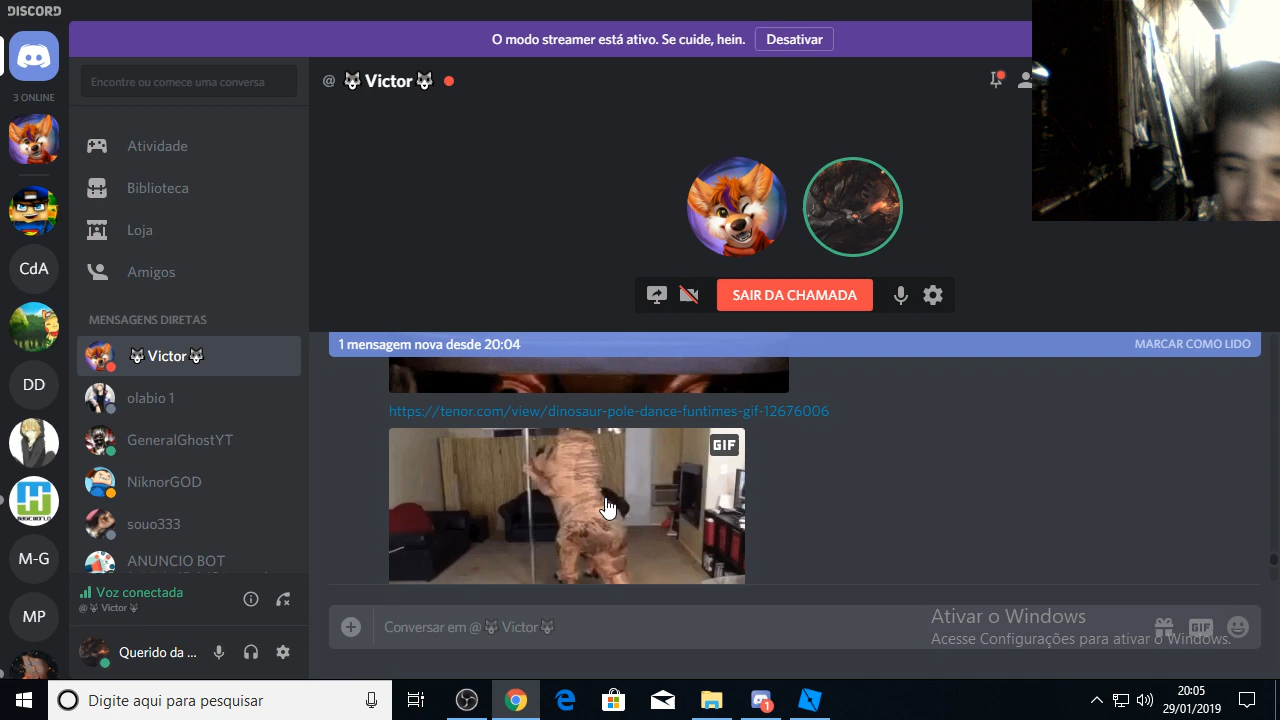 DISCORD
O modo streamer está ativo. Se cuide, hein.
Desativar
3 ONLINE
CdA
DD
M-G
MP
Encontre ou comece uma conversa
Atividade
Biblioteca
Loja
Amigos
MENSAGENS DIRETAS
Victor
olabio 1
GeneralGhostYT
NiknorGOD
souo333
ANUNCIO BOT
Voz conectada
@ Victor
Querido da ...
@ Victor
SAIR DA CHAMADA
1 mensagem nova desde 20:04
MARCAR COMO LIDO
https://tenor.com/view/dinosaur-pole-dance-funtimes-gif-12676006
GIF
Conversar em @ Victor
GIF
Ativar o Windows
Acesse Configurações para ativar o Windows.
Digite aqui para pesquisar
1
20:05
29/01/2019